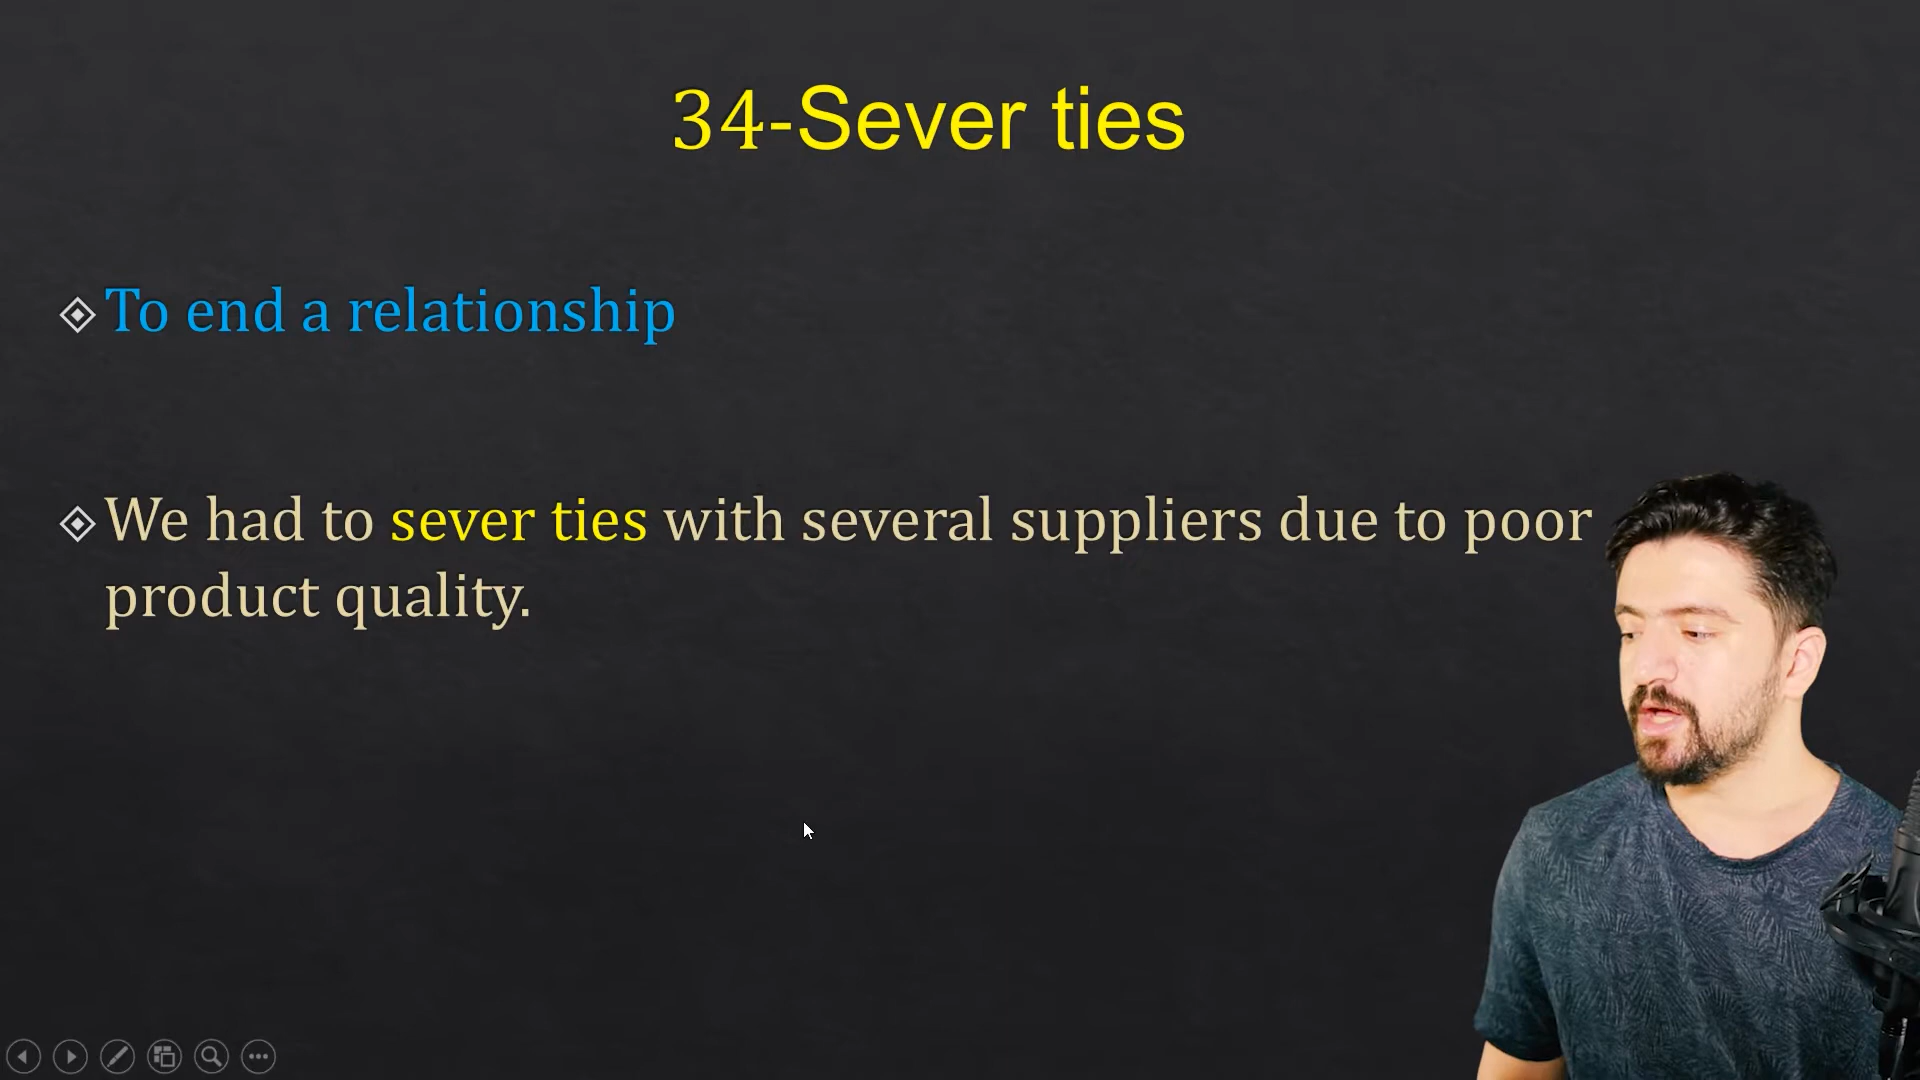 34-Sever ties
To end a relationship
We had to sever ties with several suppliers due to poor
product quality.